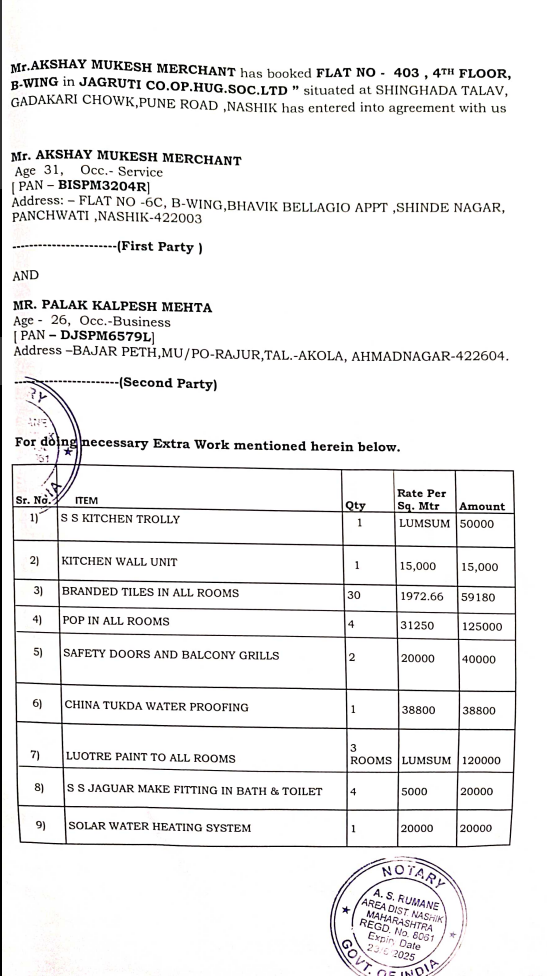 Mr.AKSHAY MUKESH MERCHANT has booked FLAT NO - 403 , 4TH FLOOR,
B-WING in JAGRUTI CO.OP.HUG.SOC.LTD " situated at SHINGHADA TALAV,
GADAKARI CHOWK,PUNE ROAD ,NASHIK has entered into agreement with us
Mr. AKSHAY MUKESH MERCHANT
Age 31, Occ.- Service
[ PAN – BISPM3204R]
Address: – FLAT NO -6C, B-WING,BHAVIK BELLAGIO APPT ,SHINDE NAGAR,
PANCHWATI ,NASHIK-422003
-----------------------(First Party )
AND
MR. PALAK KALPESH MEHTA
Age - 26, Occ.-Business
[ PAN – DJSPM6579L]
Address –BAJAR PETH,MU/PO-RAJUR,TAL.-AKOLA, AHMADNAGAR-422604.
-----------------------(Second Party)
For doing necessary Extra Work mentioned herein below.
Sr. No. ITEM Qty Rate Per Sq. Mtr Amount
1) S S KITCHEN TROLLY 1 LUMSUM 50000
2) KITCHEN WALL UNIT 1 15,000 15,000
3) BRANDED TILES IN ALL ROOMS 30 1972.66 59180
4) POP IN ALL ROOMS 4 31250 125000
5) SAFETY DOORS AND BALCONY GRILLS 2 20000 40000
6) CHINA TUKDA WATER PROOFING 1 38800 38800
7) LUOTRE PAINT TO ALL ROOMS 3 ROOMS LUMSUM 120000
8) S S JAGUAR MAKE FITTING IN BATH & TOILET 4 5000 20000
9) SOLAR WATER HEATING SYSTEM 1 20000 20000
NOTARY
A. S. RUMANE
AREA DIST. NASHIK
MAHARASHTRA
REGD. No. 8061
Expiry Date
23/6/2025
GOVT OF INDIA